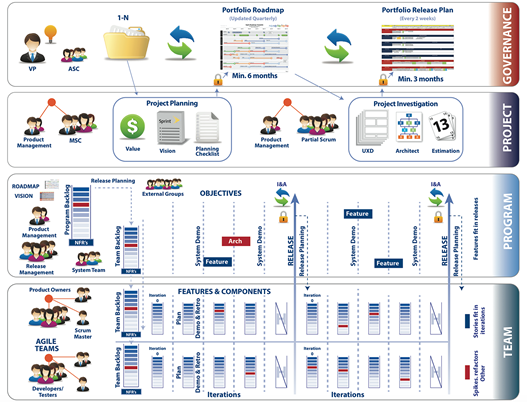 GOVERNANCE
1-N
VP
ASC
Portfolio Roadmap
(Updated Quarterly)
Min. 6 months
Portfolio Release Plan
(Every 2 weeks)
Min. 3 months
PROJECT
Product
Management
MSC
Project Planning
Value
Sprint
Vision
Planning
Checklist
Product
Management
Partial Scrum
Project Investigation
UXD
Architect
13
Estimation
PROGRAM
ROADMAP
VISION
Product
Management
Release
Management
Program Backlog
NFR's
Release Planning
System Team
Team Backlog
NFR's
External Groups
OBJECTIVES
System Demo
Feature
Arch
System Demo
I&A
RELEASE
Release Planning
Feature
System Demo
Feature
System Demo
I&A
RELEASE
Release Planning
Features fit in releases
TEAM
Product Owners
Scrum
Master
AGILE
TEAMS
Developers/
Testers
FEATURES & COMPONENTS
Team Backlog
NFR's
Iteration
0
Plan
Demo & Retro
Iteration
0
Team Backlog
NFR's
Iteration
0
Plan
Demo & Retro
Iteration
0
Iterations
Iterations
Stories fit in
iterations
Spikes, refactors
Other